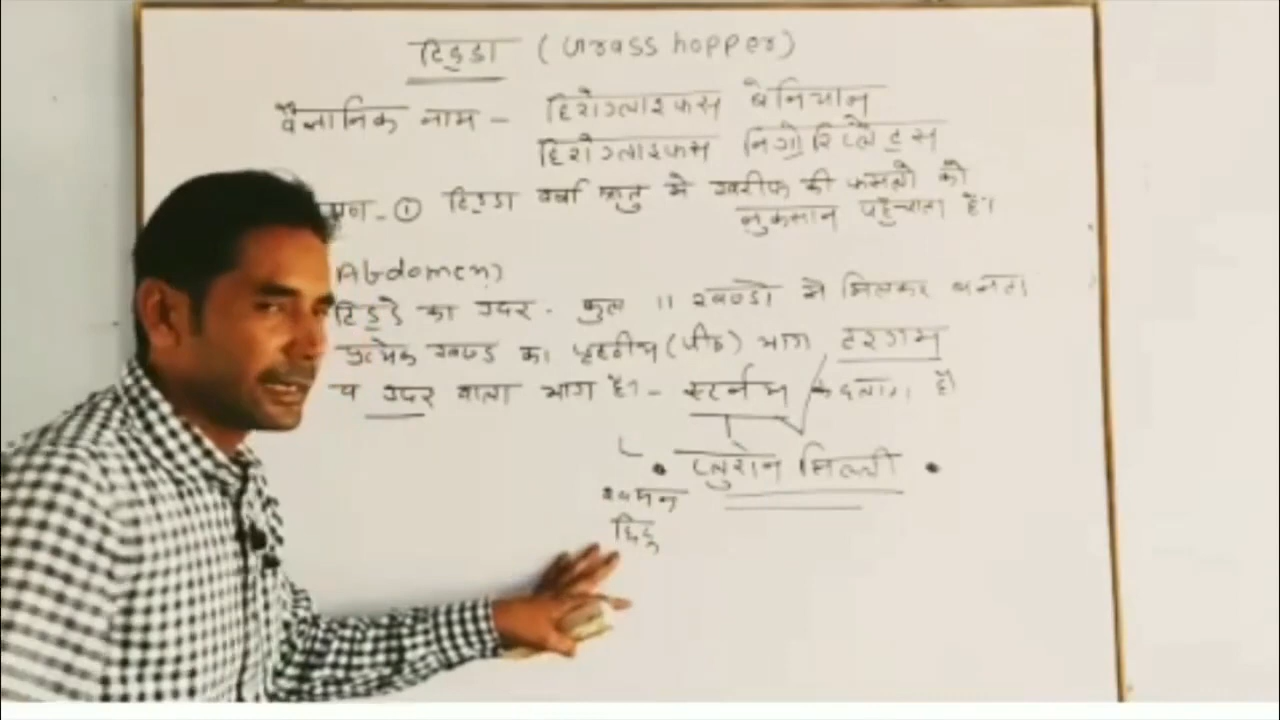 टिड्डा (Grass hopper)
वैज्ञानिक नाम - हिरोग्लाइफस बेनियान
हिरोग्लाइफस निग्रोरिप्लेटस
- ① टिड्डा वर्षा ऋतु मे खरीफ की फसलो को
नुकसान पहुँचाता है।
Abdomen)
टिड्डे का उदर - कुल 11 खण्डो से मिलकर बनता
प्रत्येक खण्ड का पृष्ठीय (पीठ) भाग टरगम
व उदर वाला भाग है। - स्टर्नम कहलाता है
प्लुरोन झिल्ली
श्वसन
छिद्र